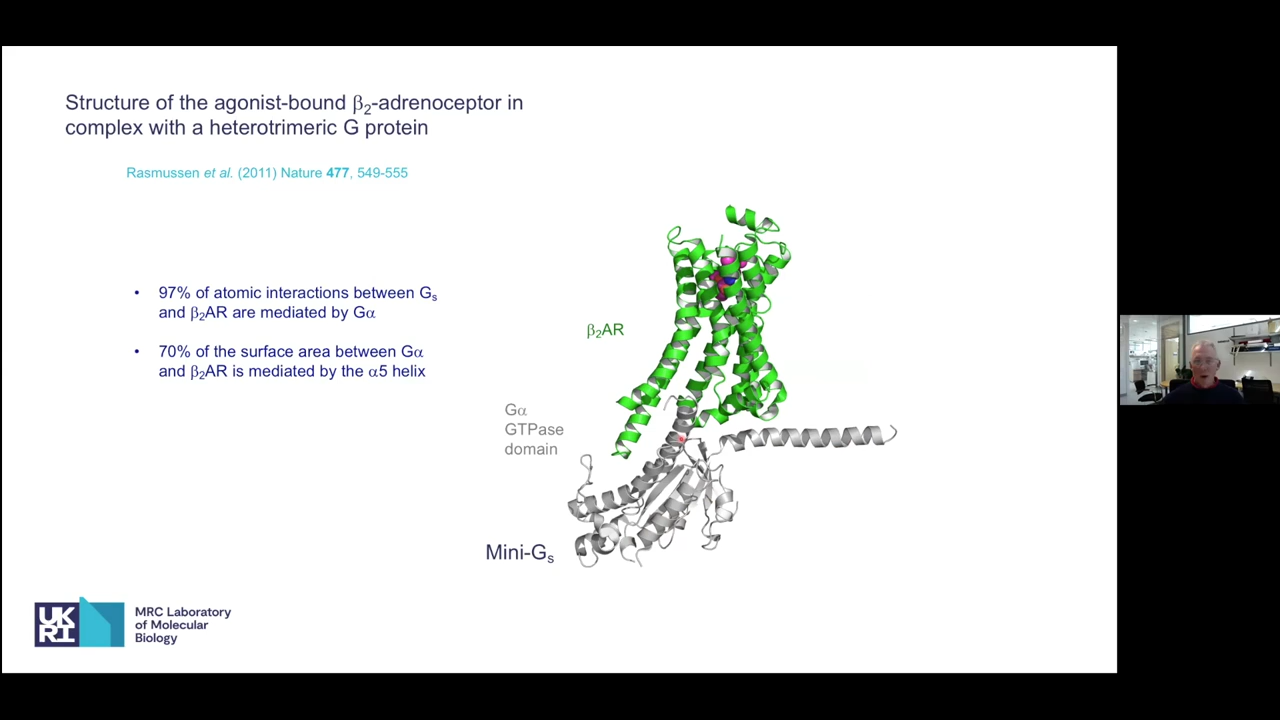 Structure of the agonist-bound β₂-adrenoceptor in
complex with a heterotrimeric G protein
Rasmussen et al. (2011) Nature 477, 549-555
• 97% of atomic interactions between Gₛ
and β₂AR are mediated by Gα
• 70% of the surface area between Gα
and β₂AR is mediated by the α5 helix
β₂AR
Gα
GTPase
domain
Mini-Gₛ
UK
RI
MRC Laboratory
of Molecular
Biology